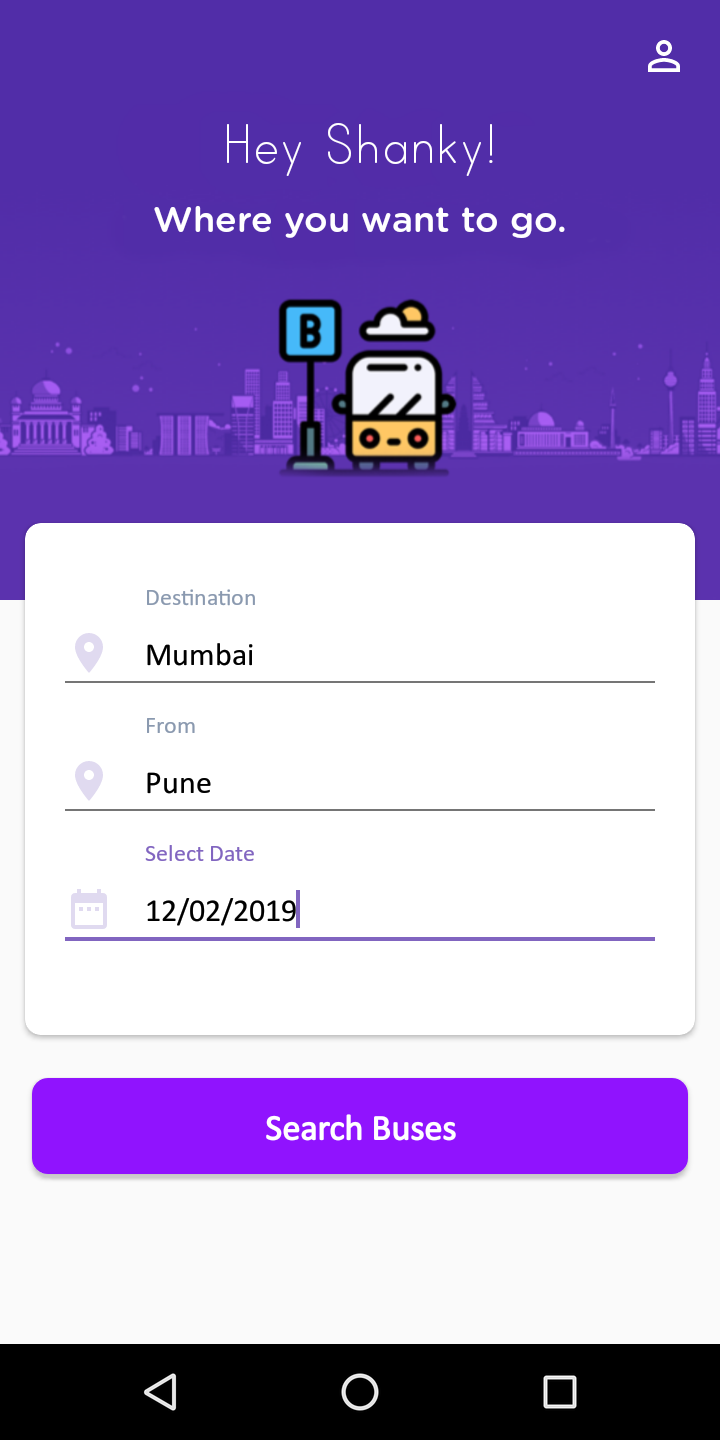 Hey Shanky!
Where you want to go.
B
Destination
Mumbai
From
Pune
Select Date
12/02/2019
Search Buses